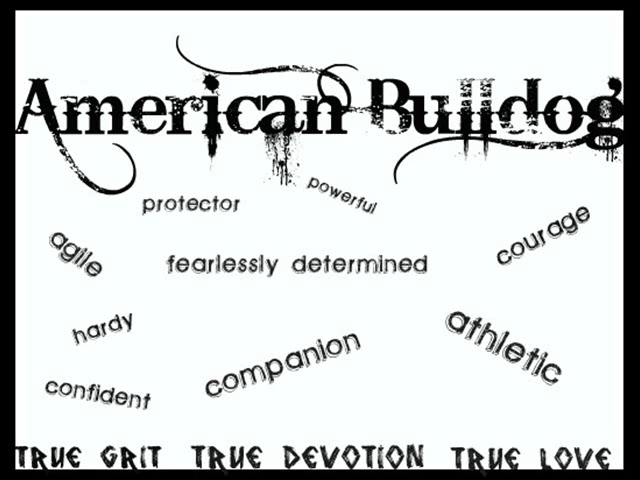 American Bulldog
protector
powerful
agile
courage
fearlessly determined
hardy
athletic
companion
confident
TRUE GRIT TRUE DEVOTION TRUE LOVE